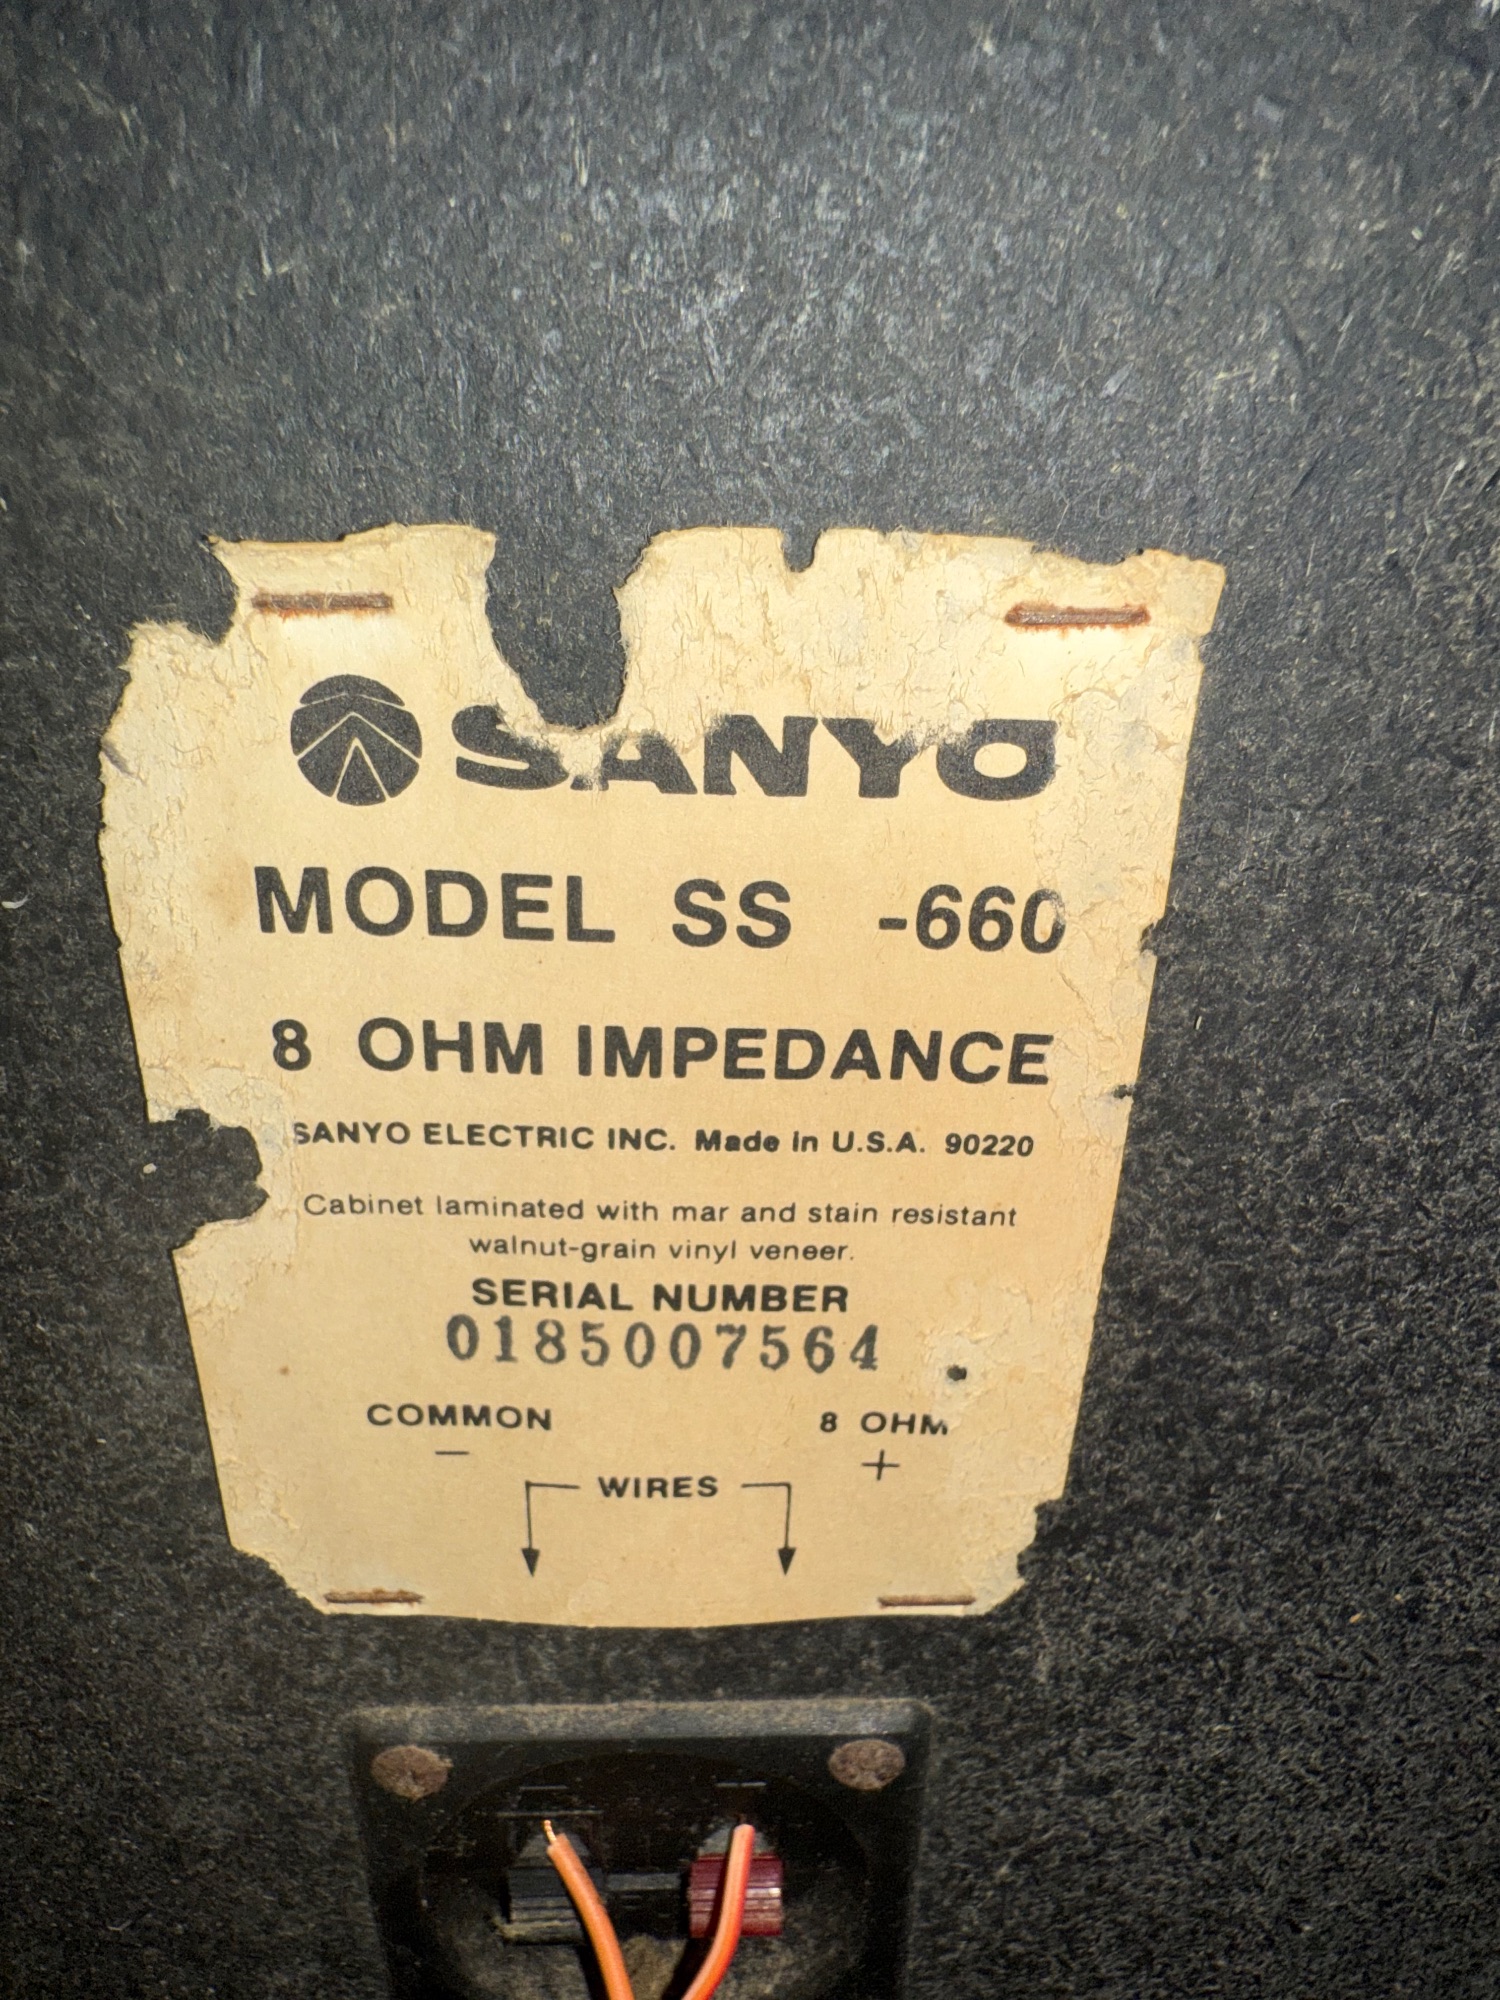 SANYO
MODEL SS -660
8 OHM IMPEDANCE
SANYO ELECTRIC INC. Made in U.S.A. 90220
Cabinet laminated with mar and stain resistant
walnut-grain vinyl veneer.
SERIAL NUMBER
0185007564
COMMON 8 OHM
— +
WIRES